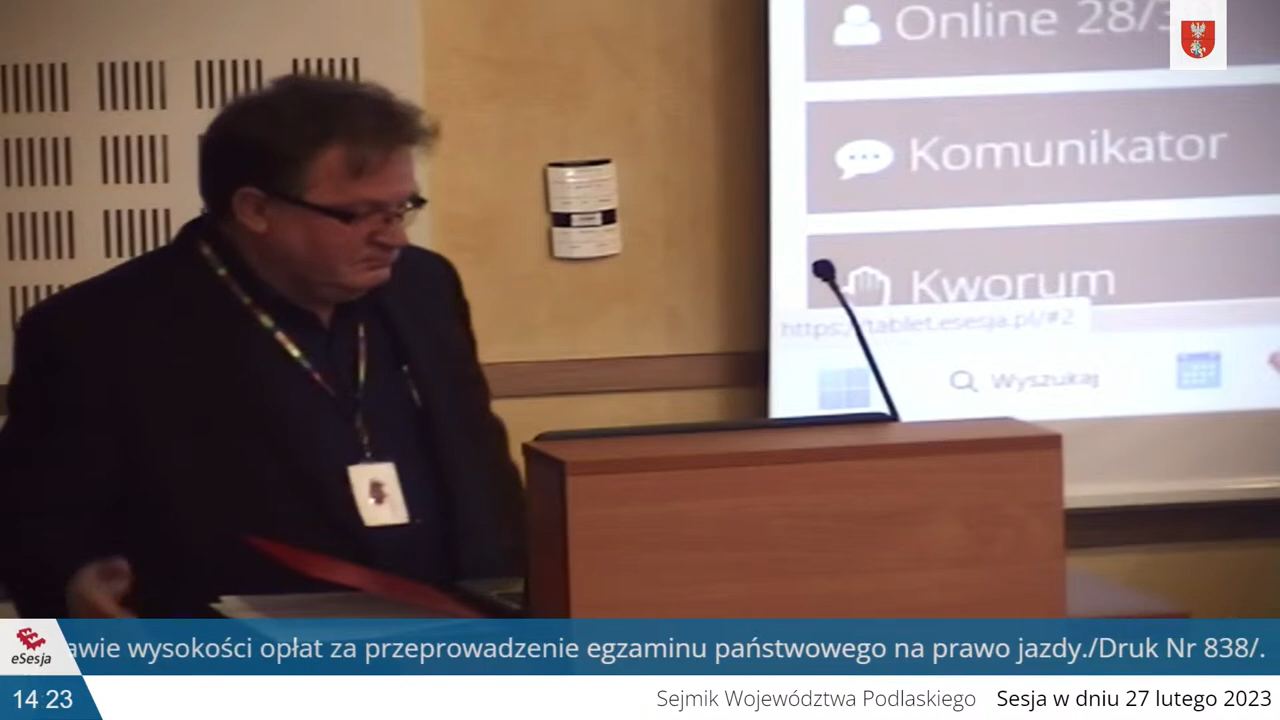 Online 28/3
Komunikator
Kworum
https://tablet.esesja.pl/#2
Wyszukaj
eSesja
awie wysokości opłat za przeprowadzenie egzaminu państwowego na prawo jazdy./Druk Nr 838/.
14 23
Sejmik Województwa Podlaskiego Sesja w dniu 27 lutego 2023